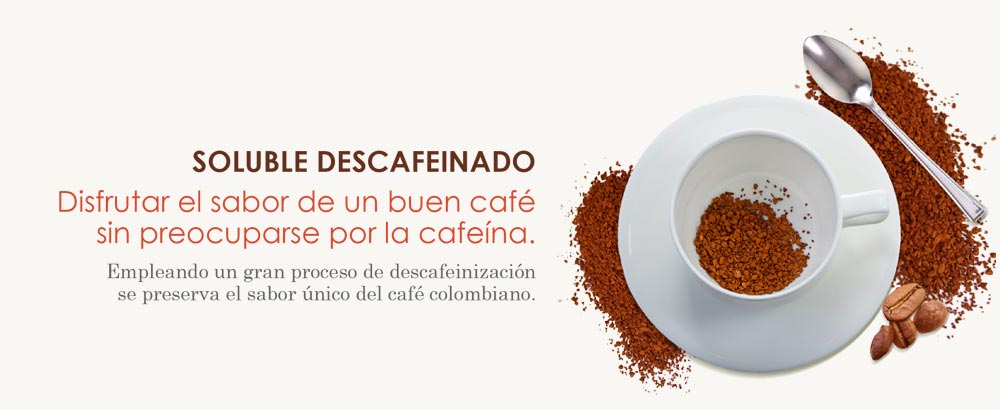 SOLUBLE DESCAFEINADO
Disfrutar el sabor de un buen café
sin preocuparse por la cafeína.
Empleando un gran proceso de descafeinización
se preserva el sabor único del café colombiano.